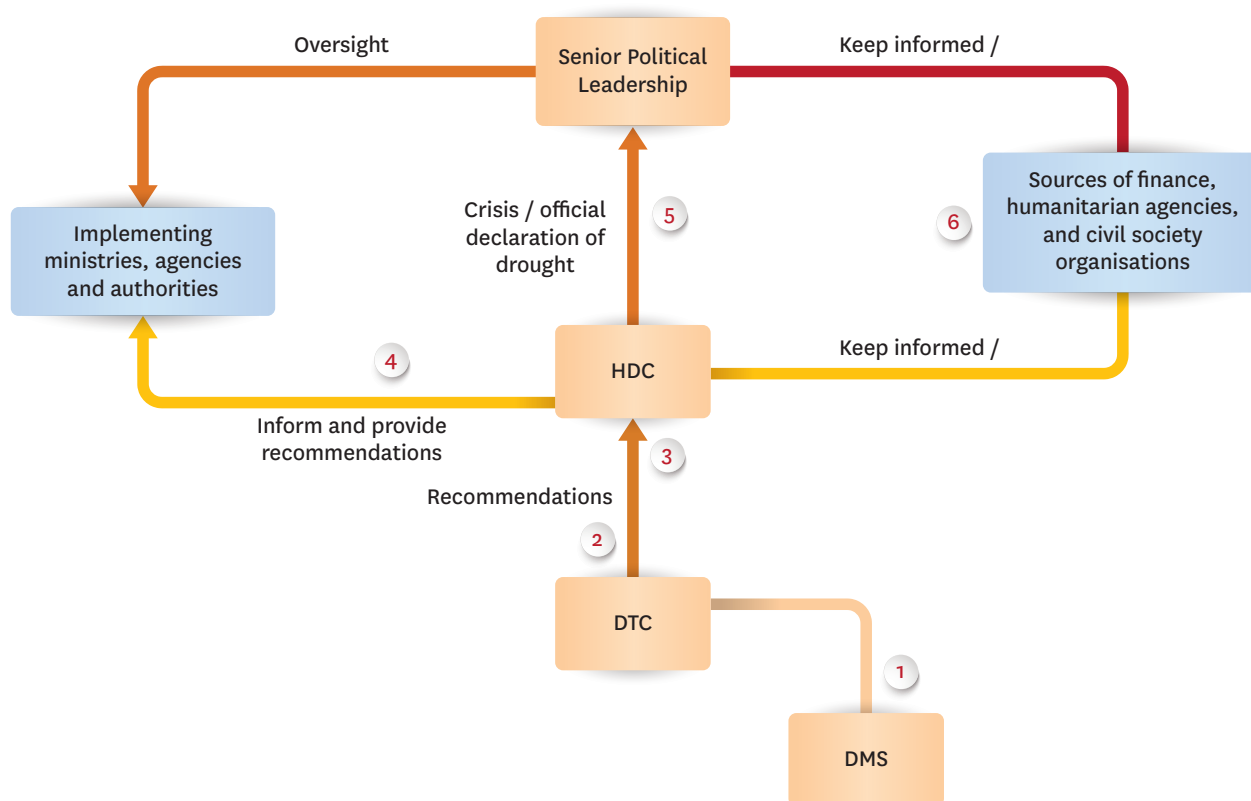 Oversight
Senior Political
Leadership
Keep informed /
Implementing
ministries, agencies
and authorities
Crisis / official
declaration of
drought
5
6
Sources of finance,
humanitarian agencies,
and civil society
organisations
4
HDC
Keep informed /
Inform and provide
recommendations
3
Recommendations
2
DTC
1
DMS